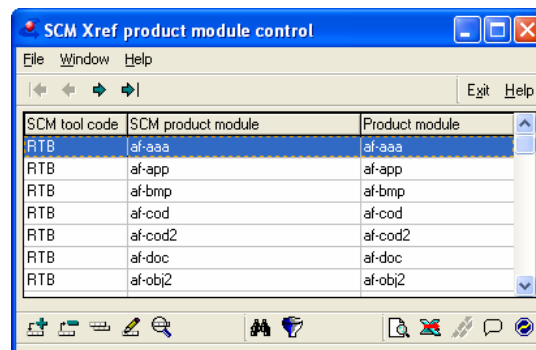 SCM Xref product module control
File Window Help
Exit Help
SCM tool code SCM product module Product module
RTB af-aaa af-aaa
RTB af-app af-app
RTB af-bmp af-bmp
RTB af-cod af-cod
RTB af-cod2 af-cod2
RTB af-doc af-doc
RTB af-obj2 af-obj2